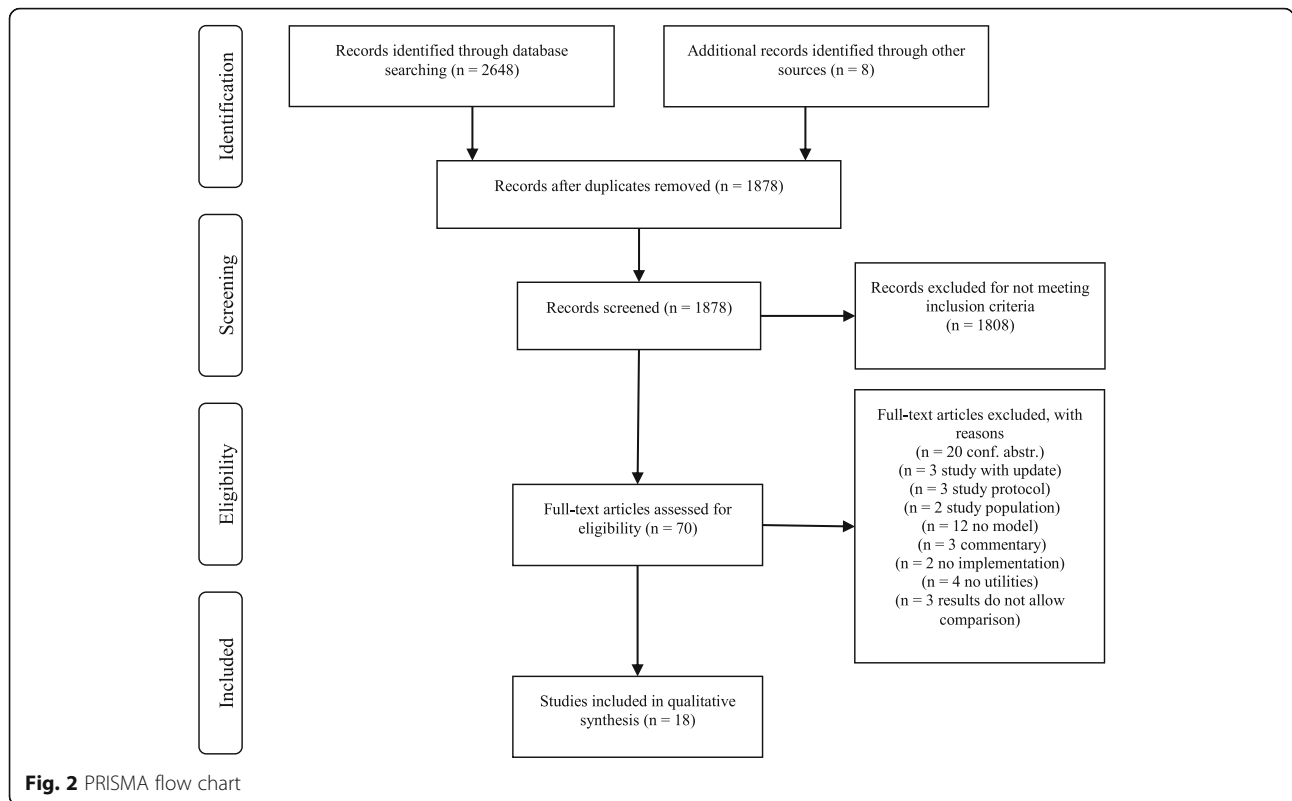 Identification
Records identified through database
searching (n = 2648)
Additional records identified through other
sources (n = 8)
Records after duplicates removed (n = 1878)
Screening
Records screened (n = 1878)
Records excluded for not meeting
inclusion criteria
(n = 1808)
Eligibility
Full-text articles assessed for
eligibility (n = 70)
Full-text articles excluded, with
reasons
(n = 20 conf. abstr.)
(n = 3 study with update)
(n = 3 study protocol)
(n = 2 study population)
(n = 12 no model)
(n = 3 commentary)
(n = 2 no implementation)
(n = 4 no utilities)
(n = 3 results do not allow
comparison)
Included
Studies included in qualitative
synthesis (n = 18)
Fig. 2 PRISMA flow chart